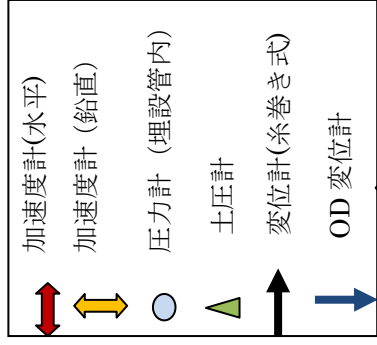 加速度計(水平)
加速度計 (鉛直)
圧力計 (埋設管内)
土圧計
変位計(糸巻き式)
OD 変位計